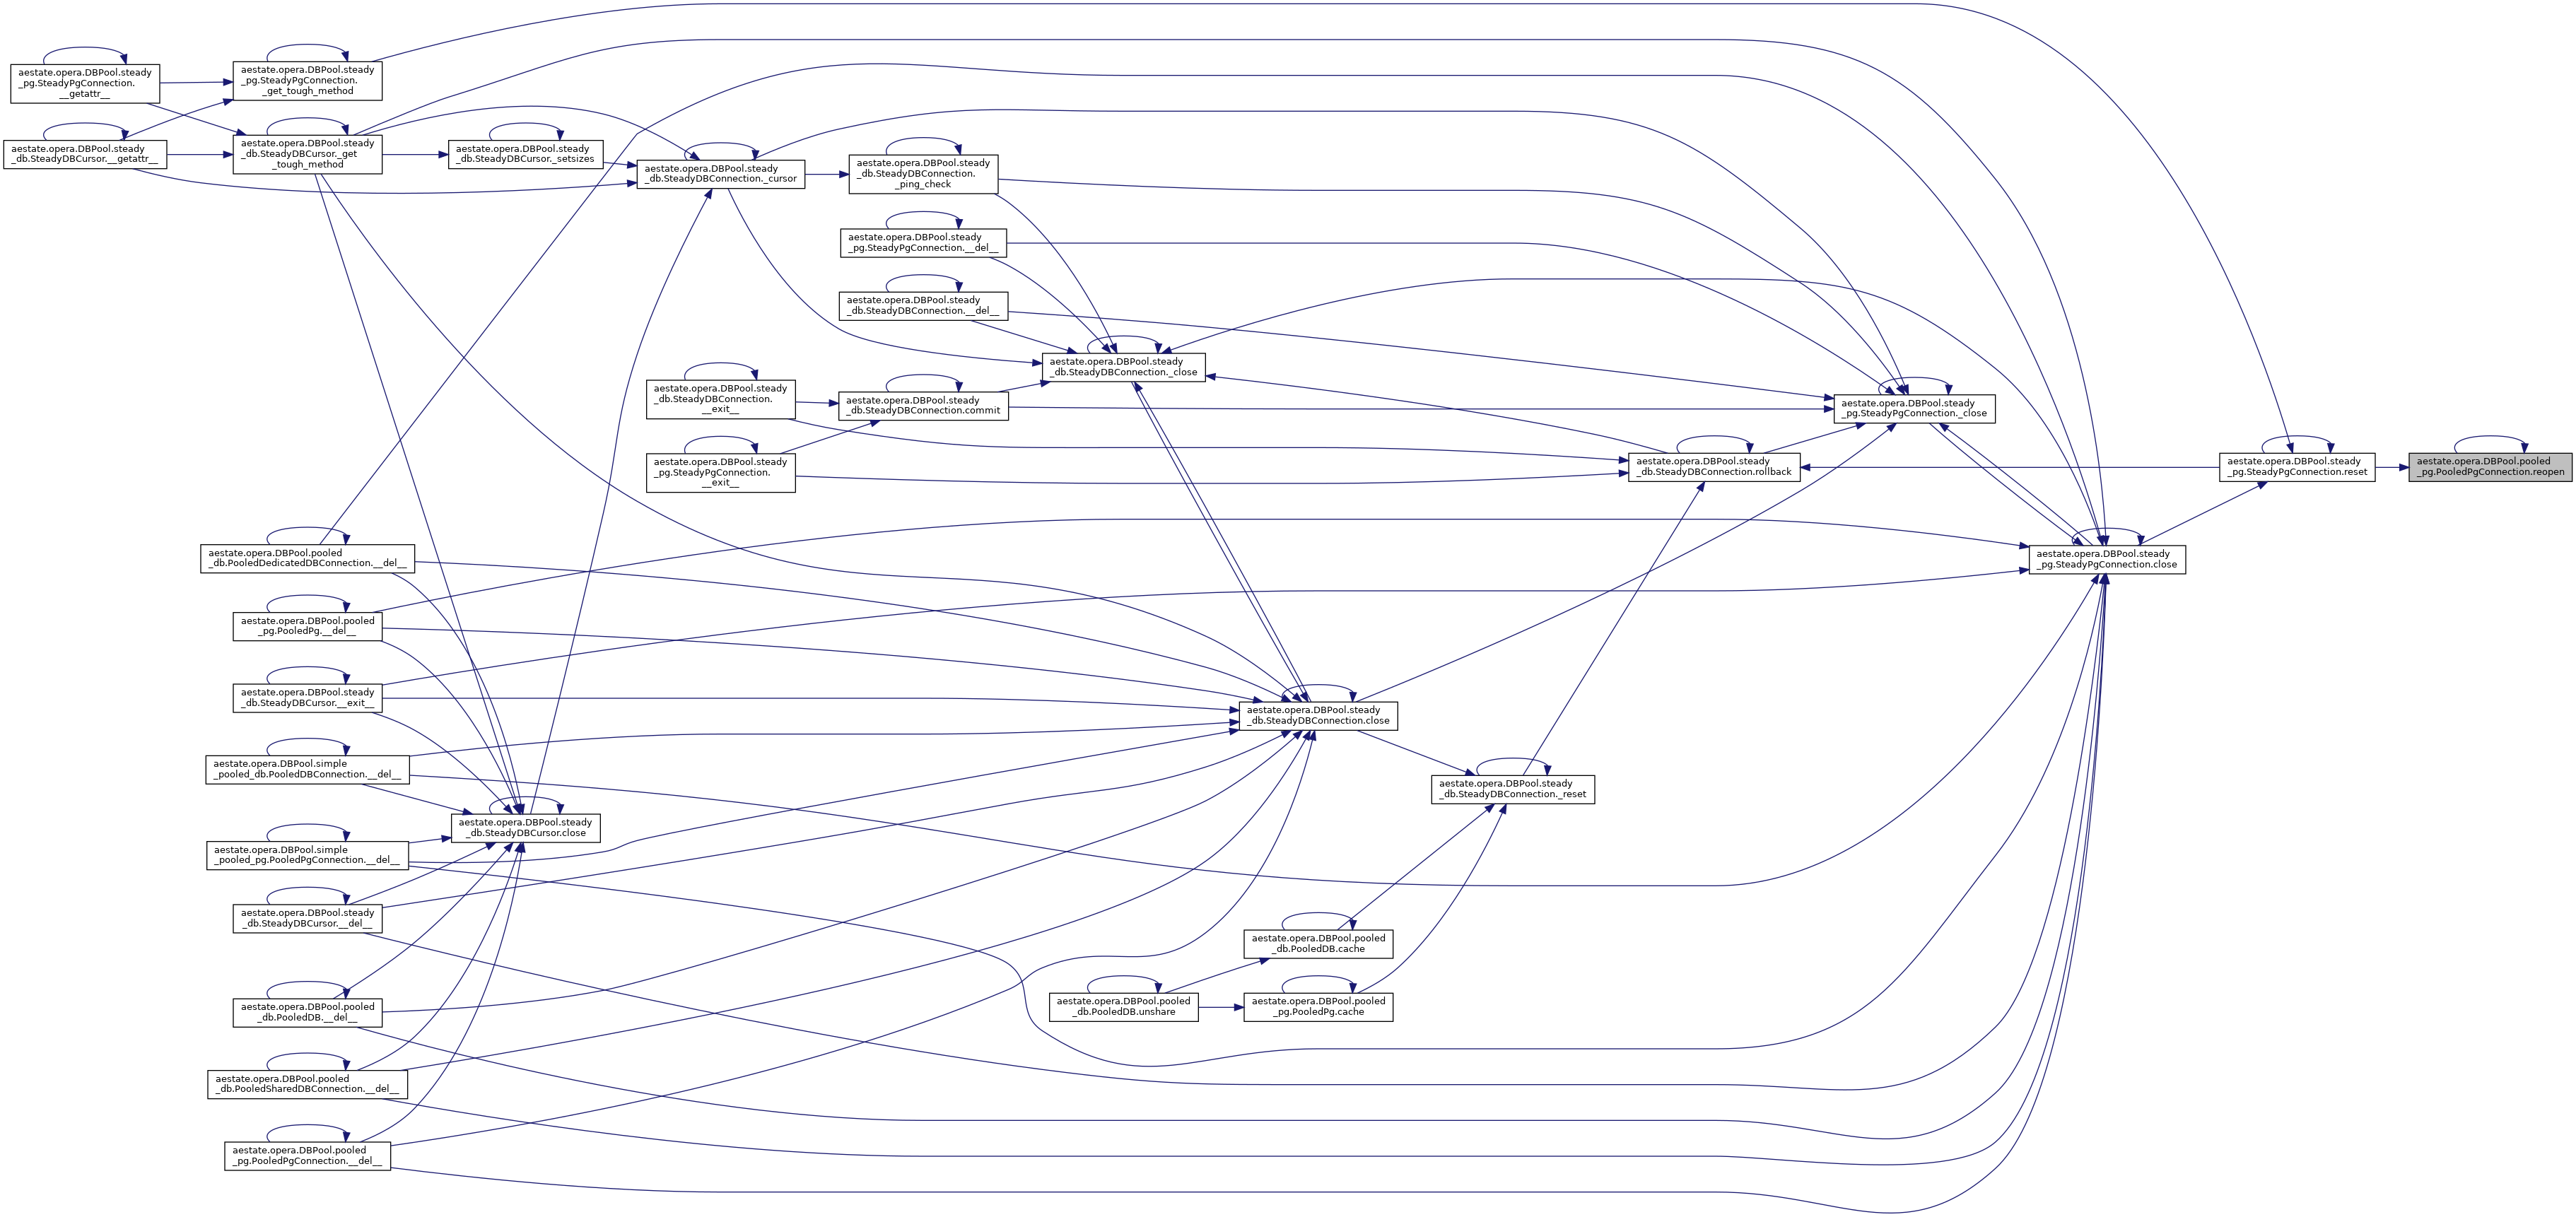 aestate.opera.DBPool.steady
_pg.SteadyPgConnection.
__getattr__
aestate.opera.DBPool.steady
_db.SteadyDBCursor.__getattr__
aestate.opera.DBPool.steady
_pg.SteadyPgConnection.
_get_tough_method
aestate.opera.DBPool.steady
_db.SteadyDBCursor._get
_tough_method
aestate.opera.DBPool.steady
_db.SteadyDBCursor._setsizes
aestate.opera.DBPool.steady
_db.SteadyDBConnection._cursor
aestate.opera.DBPool.steady
_db.SteadyDBConnection.
_ping_check
aestate.opera.DBPool.steady
_pg.SteadyPgConnection.__del__
aestate.opera.DBPool.steady
_db.SteadyDBConnection.__del__
aestate.opera.DBPool.steady
_db.SteadyDBConnection._close
aestate.opera.DBPool.steady
_db.SteadyDBConnection.
__exit__
aestate.opera.DBPool.steady
_db.SteadyDBConnection.commit
aestate.opera.DBPool.steady
_pg.SteadyPgConnection.
__exit__
aestate.opera.DBPool.steady
_pg.SteadyPgConnection._close
aestate.opera.DBPool.steady
_db.SteadyDBConnection.rollback
aestate.opera.DBPool.steady
_pg.SteadyPgConnection.reset
aestate.opera.DBPool.pooled
_pg.PooledPgConnection.reopen
aestate.opera.DBPool.steady
_pg.SteadyPgConnection.close
aestate.opera.DBPool.pooled
_db.PooledDedicatedDBConnection.__del__
aestate.opera.DBPool.pooled
_pg.PooledPg.__del__
aestate.opera.DBPool.steady
_db.SteadyDBCursor.__exit__
aestate.opera.DBPool.steady
_db.SteadyDBConnection.close
aestate.opera.DBPool.simple
_pooled_db.PooledDBConnection.__del__
aestate.opera.DBPool.steady
_db.SteadyDBConnection._reset
aestate.opera.DBPool.steady
_db.SteadyDBCursor.close
aestate.opera.DBPool.simple
_pooled_pg.PooledPgConnection.__del__
aestate.opera.DBPool.steady
_db.SteadyDBCursor.__del__
aestate.opera.DBPool.pooled
_db.PooledDB.cache
aestate.opera.DBPool.pooled
_db.PooledDB.__del__
aestate.opera.DBPool.pooled
_db.PooledDB.unshare
aestate.opera.DBPool.pooled
_pg.PooledPg.cache
aestate.opera.DBPool.pooled
_db.PooledSharedDBConnection.__del__
aestate.opera.DBPool.pooled
_pg.PooledPgConnection.__del__